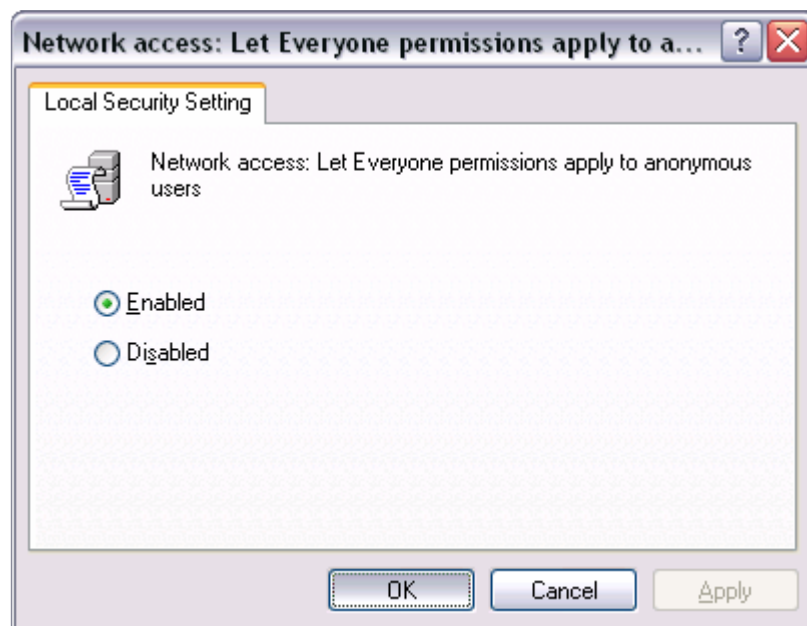 Network access: Let Everyone permissions apply to a...
Local Security Setting
Network access: Let Everyone permissions apply to anonymous
users
Enabled
Disabled
OK
Cancel
Apply